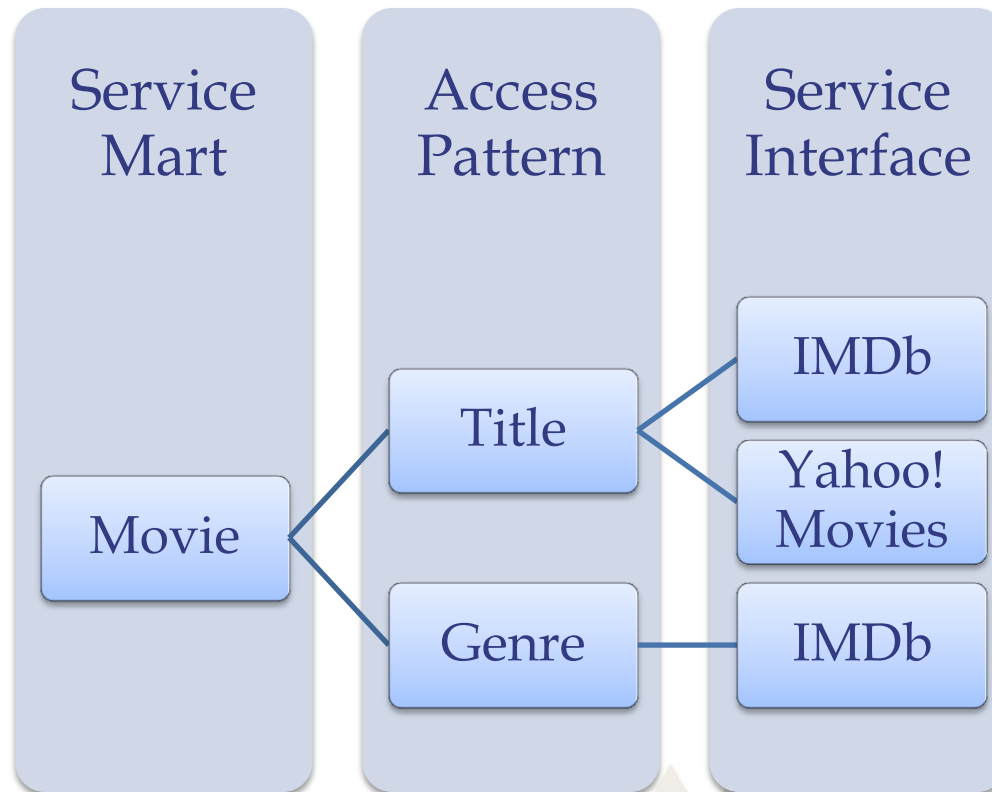 Service
Mart
Access
Pattern
Service
Interface
Movie
Title
Genre
IMDb
Yahoo!
Movies
IMDb